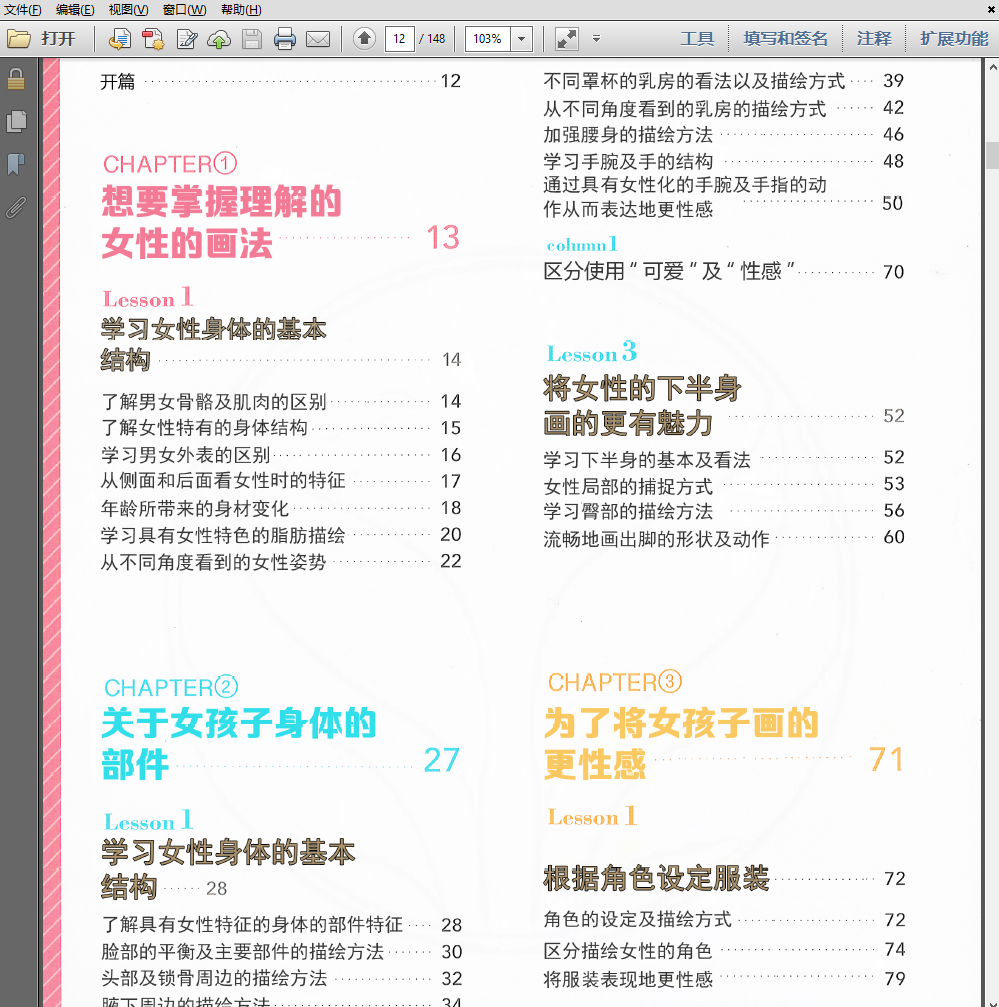 文件(F) 编辑(E) 视图(V) 窗口(W) 帮助(H)
打开 12 / 148 103% 工具 填写和签名 注释 扩展功能
开篇 12
CHAPTER①
想要掌握理解的
女性的画法 13
Lesson 1
学习女性身体的基本
结构 14
了解男女骨骼及肌肉的区别 14
了解女性特有的身体结构 15
学习男女外表的区别 16
从侧面和后面看女性时的特征 17
年龄所带来的身材变化 18
学习具有女性特色的脂肪描绘 20
从不同角度看到的女性姿势 22
CHAPTER②
关于女孩子身体的
部件 27
Lesson 1
学习女性身体的基本
结构 28
了解具有女性特征的身体的部件特征 28
脸部的平衡及主要部件的描绘方法 30
头部及锁骨周边的描绘方法 32
腋下周边的描绘方法 34
不同罩杯的乳房的看法以及描绘方式 39
从不同角度看到的乳房的描绘方式 42
加强腰身的描绘方法 46
学习手腕及手的结构 48
通过具有女性化的手腕及手指的动
作从而表达地更性感 50
column1
区分使用“可爱“及“性感” 70
Lesson 3
将女性的下半身
画的更有魅力 52
学习下半身的基本及看法 52
女性局部的捕捉方式 53
学习臀部的描绘方法 56
流畅地画出脚的形状及动作 60
CHAPTER③
为了将女孩子画的
更性感 71
Lesson 1
根据角色设定服装 72
角色的设定及描绘方式 72
区分描绘女性的角色 74
将服装表现地更性感 79